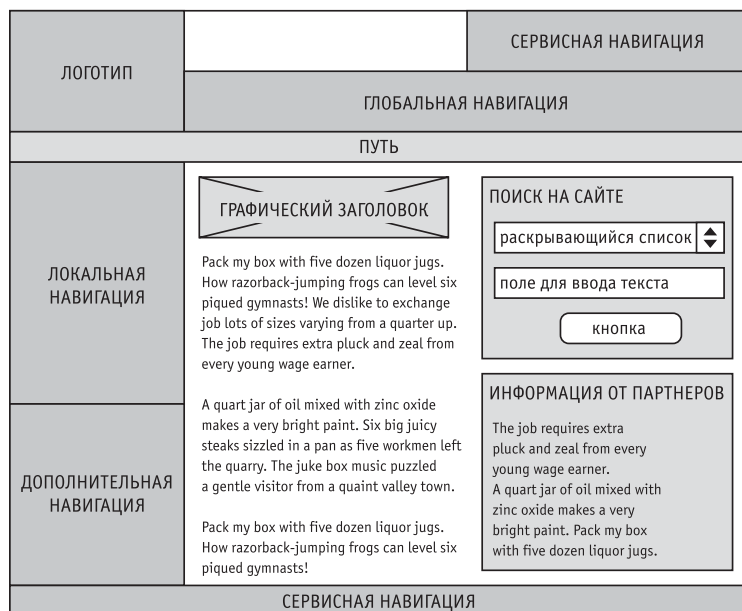 ЛОГОТИП
СЕРВИСНАЯ НАВИГАЦИЯ
ГЛОБАЛЬНАЯ НАВИГАЦИЯ
ПУТЬ
ЛОКАЛЬНАЯ
НАВИГАЦИЯ
ДОПОЛНИТЕЛЬНАЯ
НАВИГАЦИЯ
ГРАФИЧЕСКИЙ ЗАГОЛОВОК
Pack my box with five dozen liquor jugs.
How razorback-jumping frogs can level six
piqued gymnasts! We dislike to exchange
job lots of sizes varying from a quarter up.
The job requires extra pluck and zeal from
every young wage earner.
A quart jar of oil mixed with zinc oxide
makes a very bright paint. Six big juicy
steaks sizzled in a pan as five workmen left
the quarry. The juke box music puzzled
a gentle visitor from a quaint valley town.
Pack my box with five dozen liquor jugs.
How razorback-jumping frogs can level six
piqued gymnasts!
ПОИСК НА САЙТЕ
раскрывающийся список
поле для ввода текста
кнопка
ИНФОРМАЦИЯ ОТ ПАРТНЕРОВ
The job requires extra
pluck and zeal from every
young wage earner.
A quart jar of oil mixed with
zinc oxide makes a very
bright paint. Pack my box
with five dozen liquor jugs.
СЕРВИСНАЯ НАВИГАЦИЯ